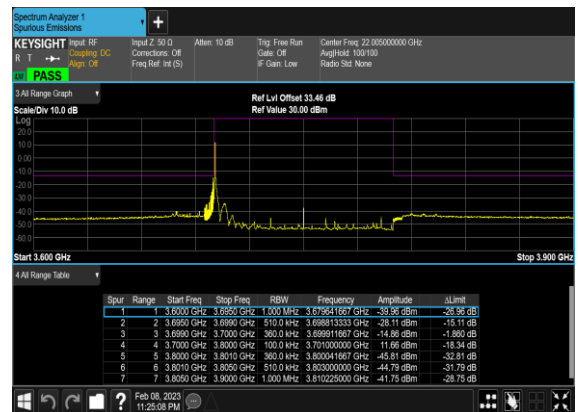 Spectrum Analyzer 1
Spurious Emissions
KEYSIGHT Input: RF Input Z: 50 Ω Atten: 10 dB Trig: Free Run Center Freq: 22.005000000 GHz
R T Coupling: DC Corrections: Off Gate: Off Avg|Hold: 100/100
Align: Off Freq Ref: Int (S) IF Gain: Low Radio Std: None
PASS
3 All Range Graph
Ref Lvl Offset 33.46 dB
Scale/Div 10.0 dB Ref Value 30.00 dBm
Log
20.0
10.0
0.00
-10.0
-20.0
-30.0
-40.0
-50.0
-60.0
Start 3.600 GHz Stop 3.900 GHz
4 All Range Table
Spur Range Start Freq Stop Freq RBW Frequency Amplitude ΔLimit
1 1 3.6000 GHz 3.6950 GHz 1.000 MHz 3.679641667 GHz -39.96 dBm -26.96 dB
2 2 3.6950 GHz 3.6990 GHz 510.0 kHz 3.698813333 GHz -28.11 dBm -15.11 dB
3 3 3.6990 GHz 3.7000 GHz 360.0 kHz 3.699911667 GHz -14.86 dBm -1.860 dB
4 4 3.7000 GHz 3.8000 GHz 100.0 kHz 3.701000000 GHz 11.66 dBm -18.34 dB
5 5 3.8000 GHz 3.8010 GHz 360.0 kHz 3.800041667 GHz -45.81 dBm -32.81 dB
6 6 3.8010 GHz 3.8050 GHz 510.0 kHz 3.803000000 GHz -44.79 dBm -31.79 dB
7 7 3.8050 GHz 3.9000 GHz 1.000 MHz 3.810225000 GHz -41.75 dBm -28.75 dB
Feb 08, 2023
11:25:08 PM